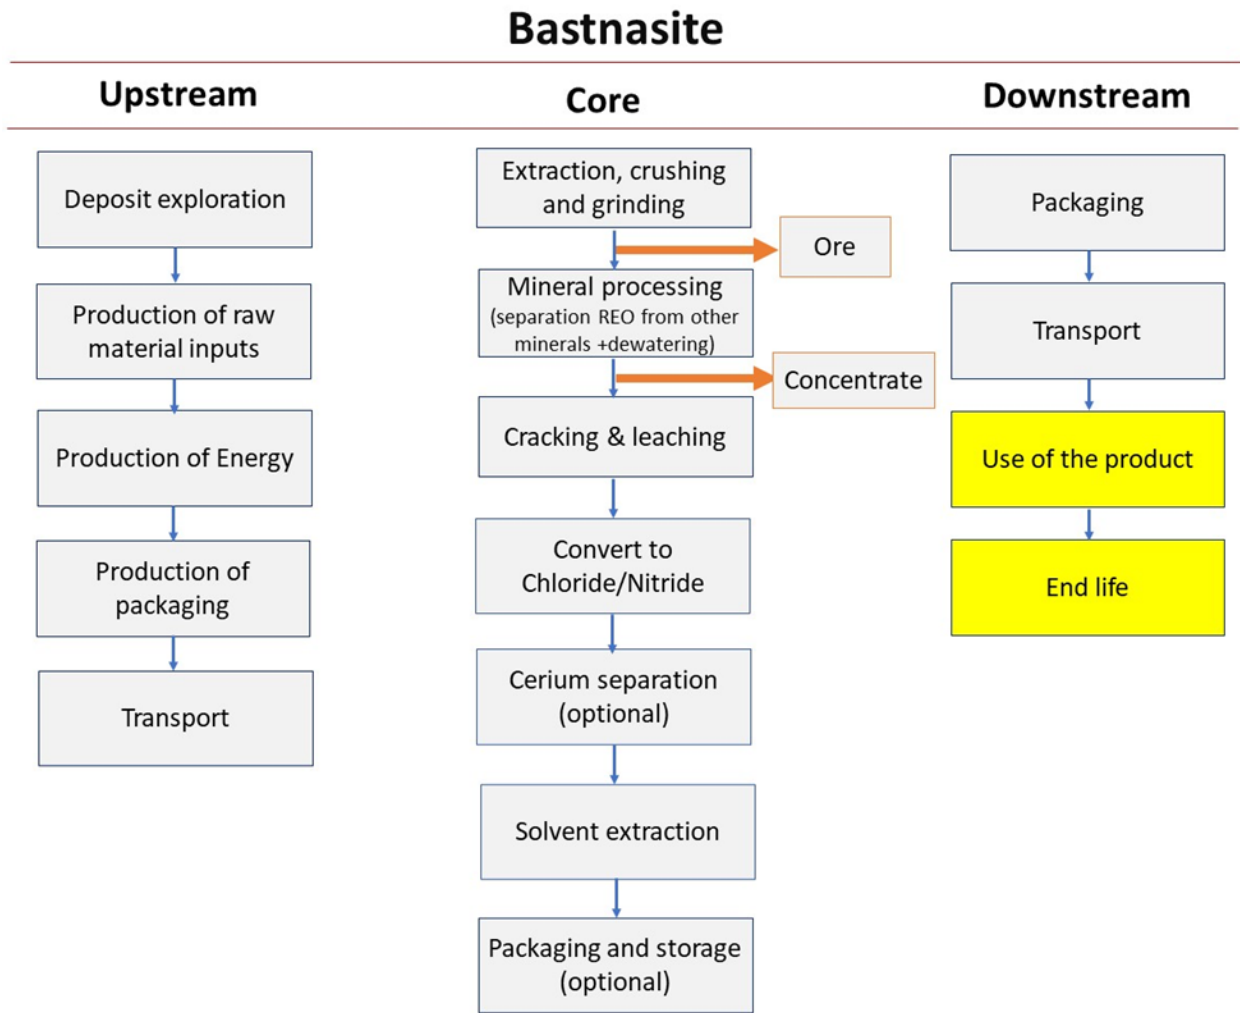 Bastnasite
Upstream
Core
Downstream
Deposit exploration
Production of raw
material inputs
Production of Energy
Production of
packaging
Transport
Extraction, crushing
and grinding
Ore
Mineral processing
(separation REO from other
minerals +dewatering)
Concentrate
Cracking & leaching
Convert to
Chloride/Nitride
Cerium separation
(optional)
Solvent extraction
Packaging and storage
(optional)
Packaging
Transport
Use of the product
End life